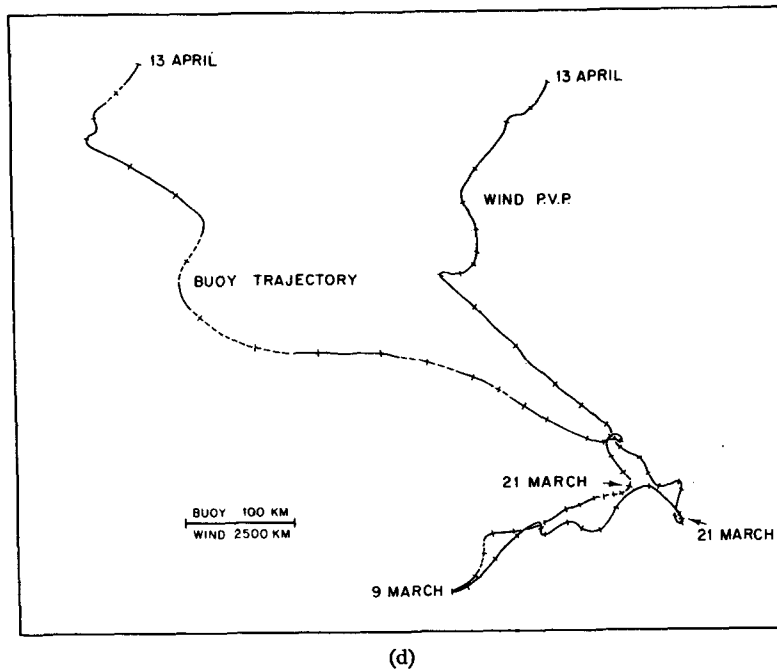 13 APRIL
13 APRIL
WIND P.V.P.
BUOY TRAJECTORY
21 MARCH
BUOY 100 KM
WIND 2500 KM
21 MARCH
9 MARCH
(d)